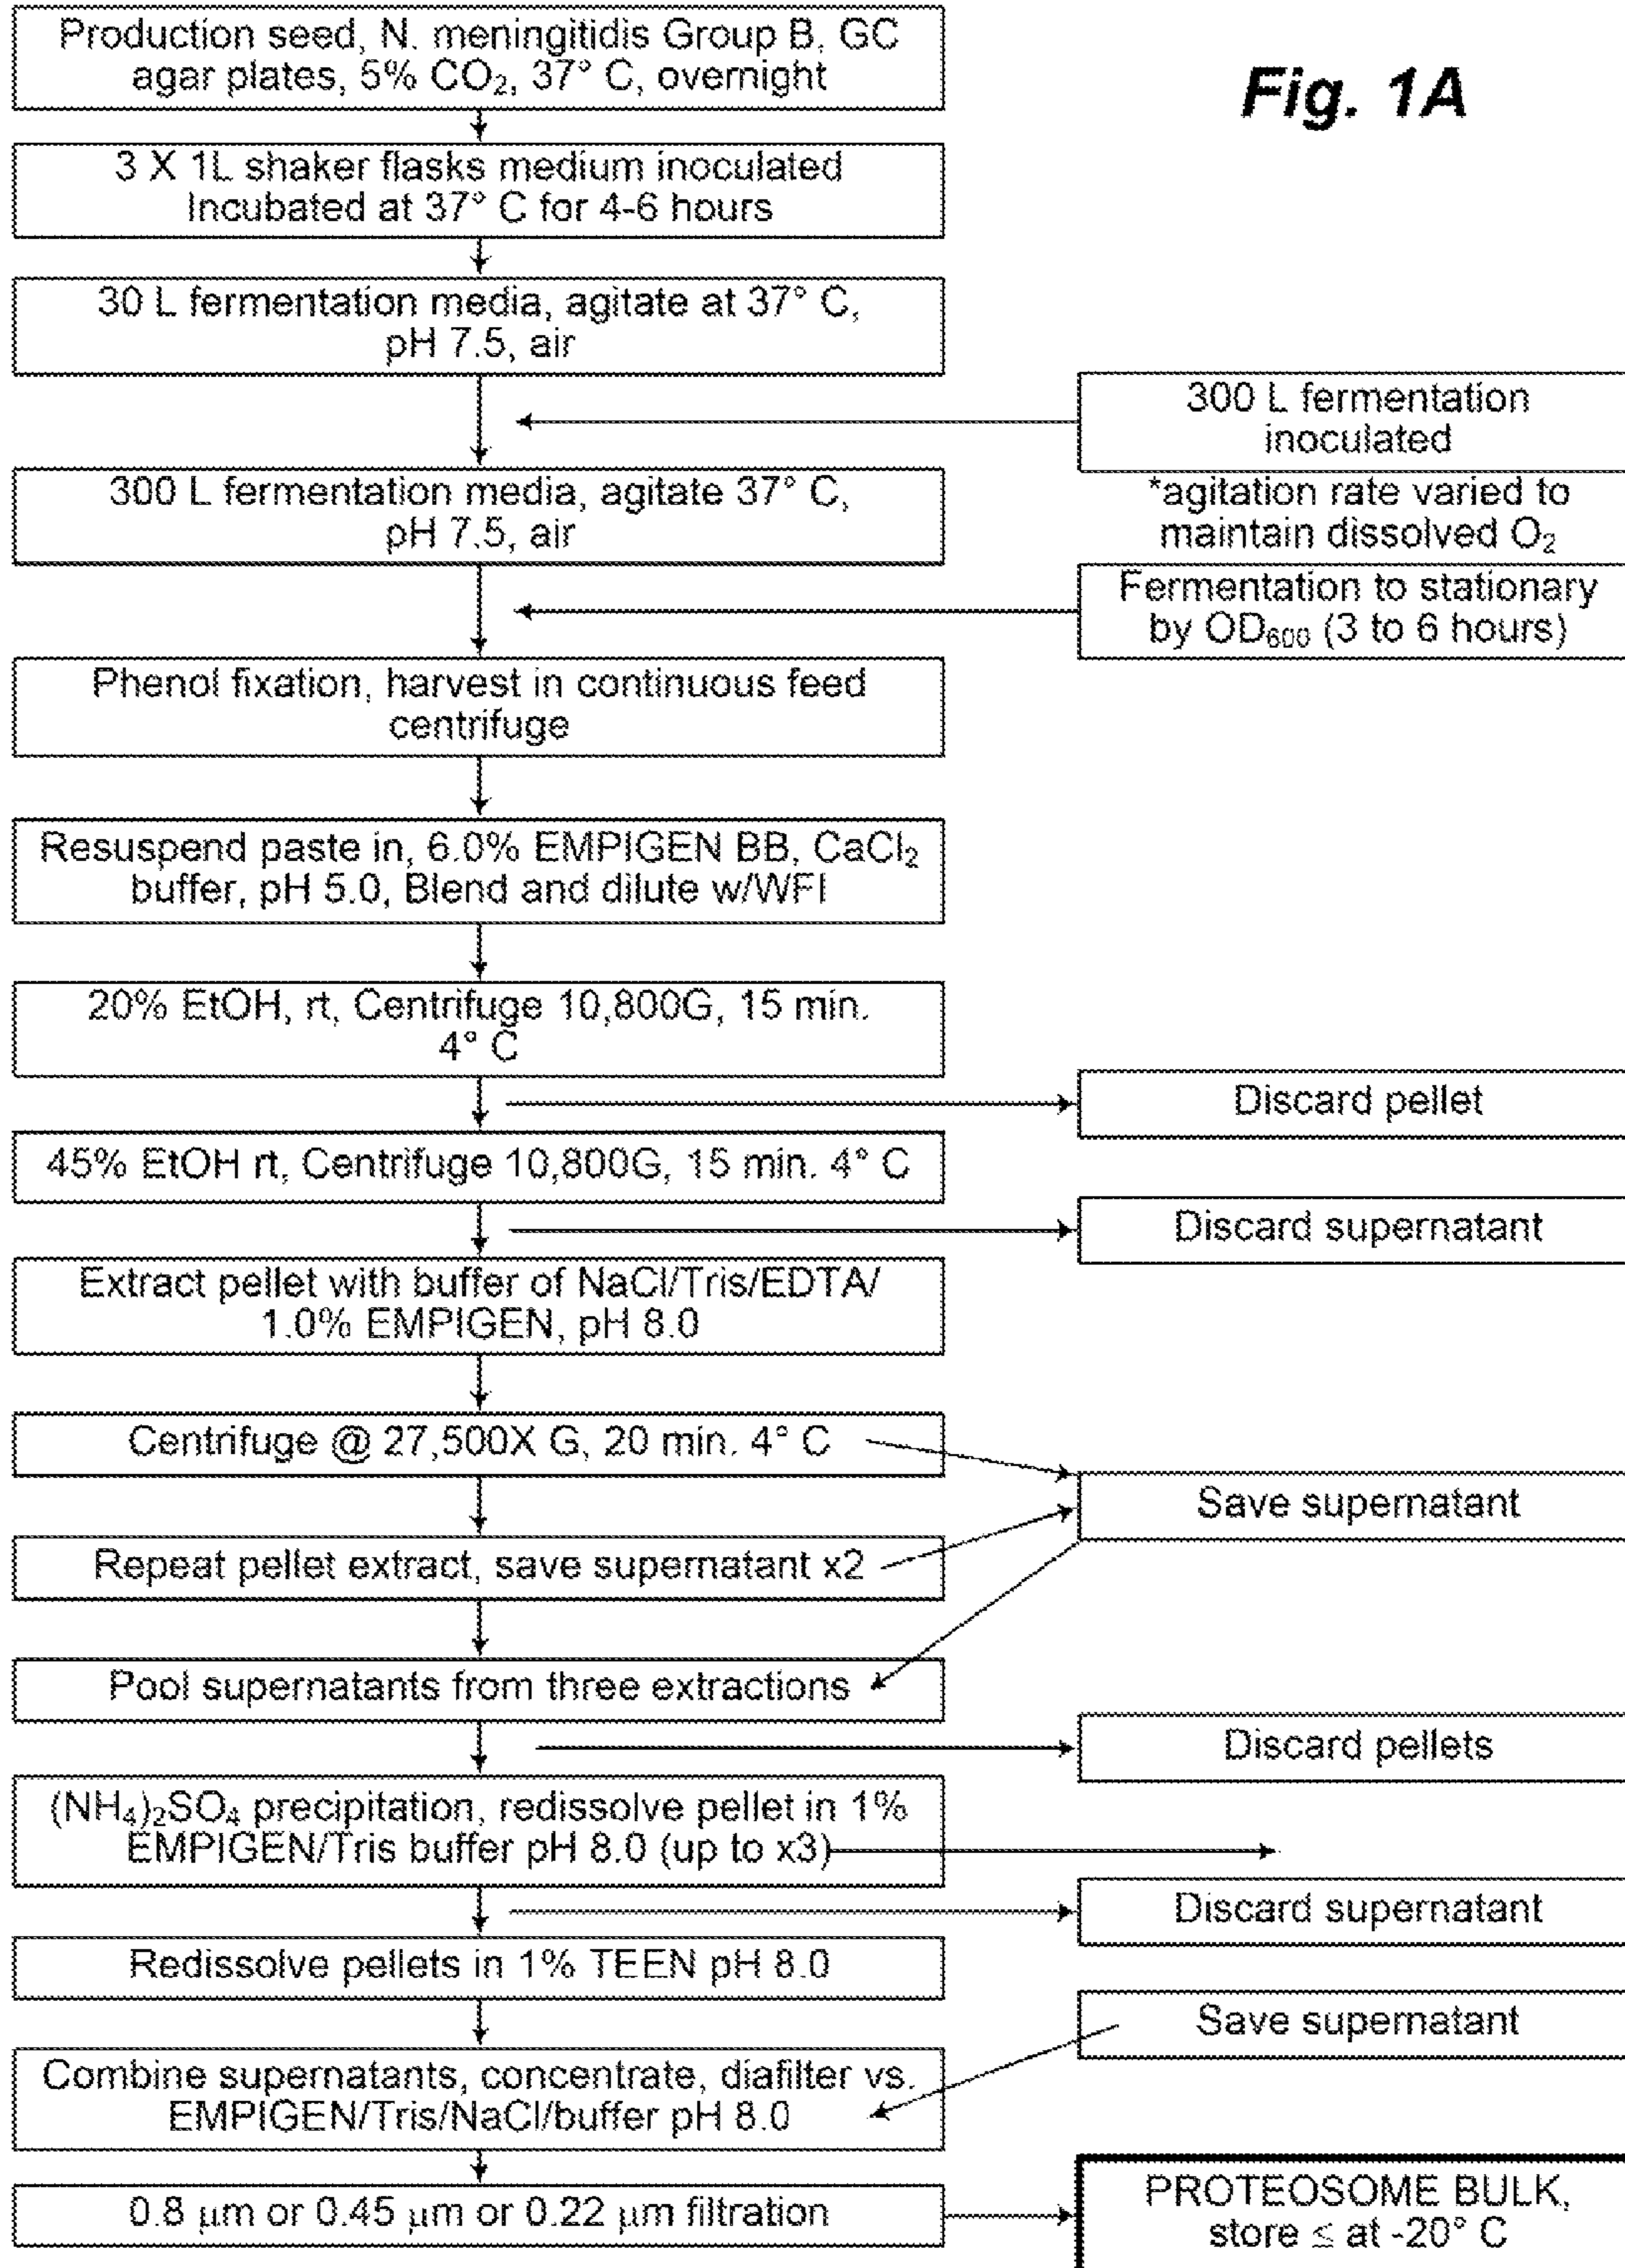 Production seed, N. meningitidis Group B, GC
agar plates, 5% CO₂, 37° C, overnight
Fig. 1A
3 X 1L shaker flasks medium inoculated
Incubated at 37° C for 4-6 hours
30 L fermentation media, agitate at 37° C,
pH 7.5, air
300 L fermentation
inoculated
300 L fermentation media, agitate 37° C,
pH 7.5, air
*agitation rate varied to
maintain dissolved O₂
Fermentation to stationary
by OD₆₀₀ (3 to 6 hours)
Phenol fixation, harvest in continuous feed
centrifuge
Resuspend paste in, 6.0% EMPIGEN BB, CaCl₂
buffer, pH 5.0, Blend and dilute w/WFI
20% EtOH, rt, Centrifuge 10,800G, 15 min.
4° C
Discard pellet
45% EtOH rt, Centrifuge 10,800G, 15 min. 4° C
Discard supernatant
Extract pellet with buffer of NaCl/Tris/EDTA/
1.0% EMPIGEN, pH 8.0
Centrifuge @ 27,500X G, 20 min. 4° C
Save supernatant
Repeat pellet extract, save supernatant x2
Pool supernatants from three extractions
Discard pellets
(NH₄)₂SO₄ precipitation, redissolve pellet in 1%
EMPIGEN/Tris buffer pH 8.0 (up to x3)
Discard supernatant
Redissolve pellets in 1% TEEN pH 8.0
Save supernatant
Combine supernatants, concentrate, diafilter vs.
EMPIGEN/Tris/NaCl/buffer pH 8.0
0.8 μm or 0.45 μm or 0.22 μm filtration
PROTEOSOME BULK,
store ≤ at -20° C